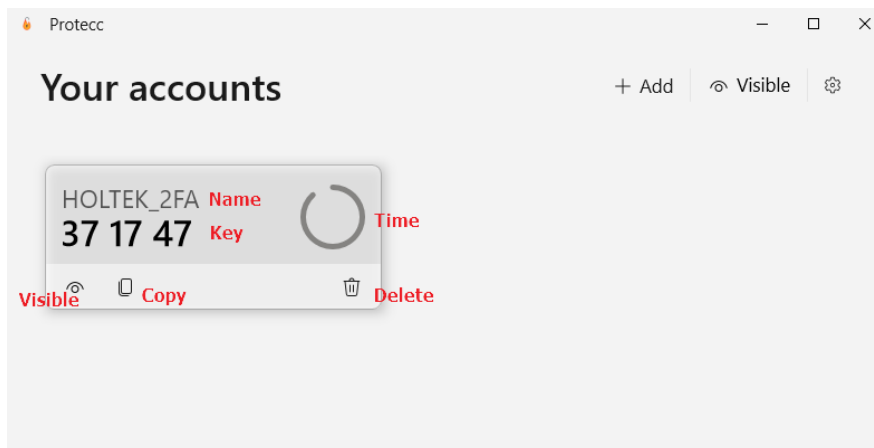 Protecc
Your accounts
Add
Visible
HOLTEK_2FA Name
37 17 47 Key
Time
Visible
Copy
Delete